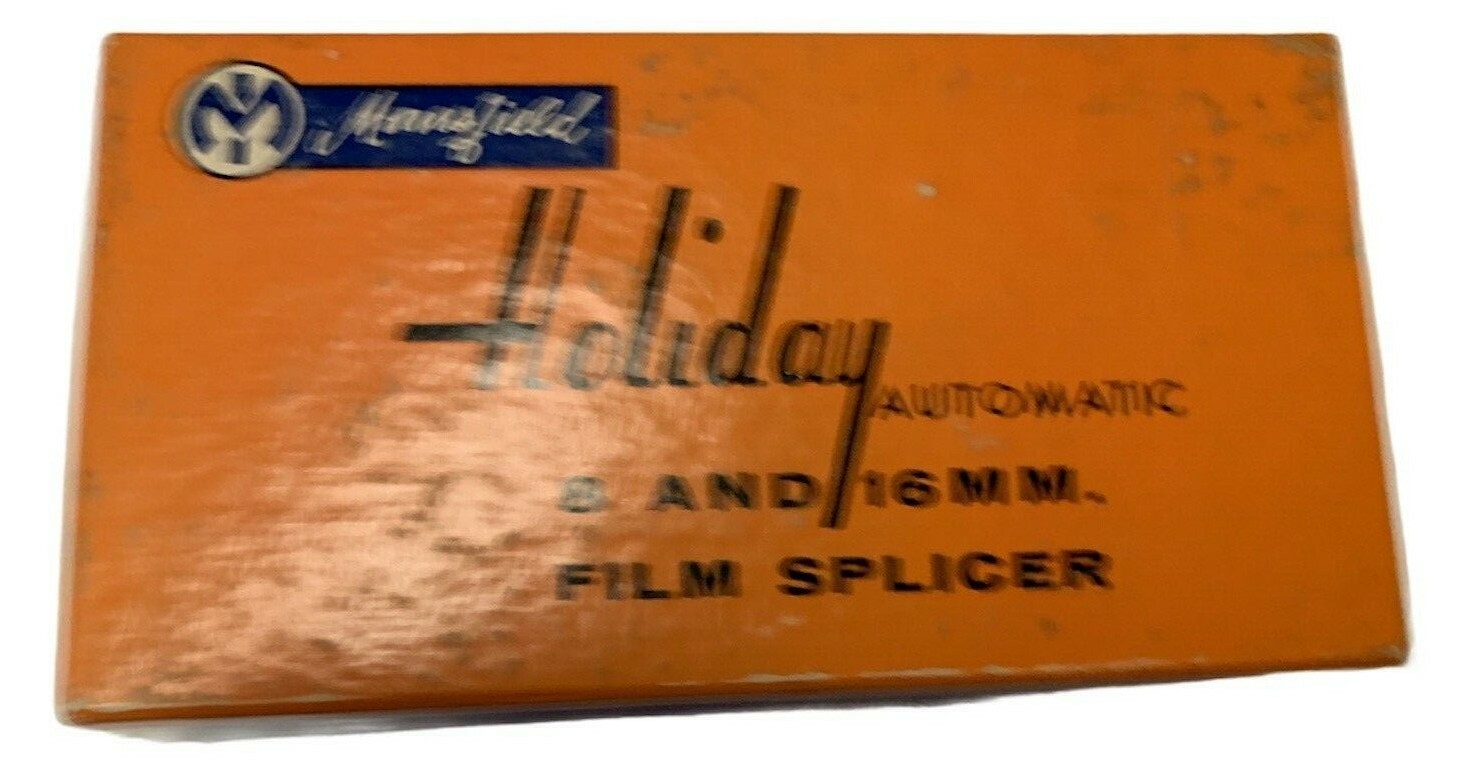 Mansfield
Holiday AUTOMATIC
8 AND 16MM.
FILM SPLICER